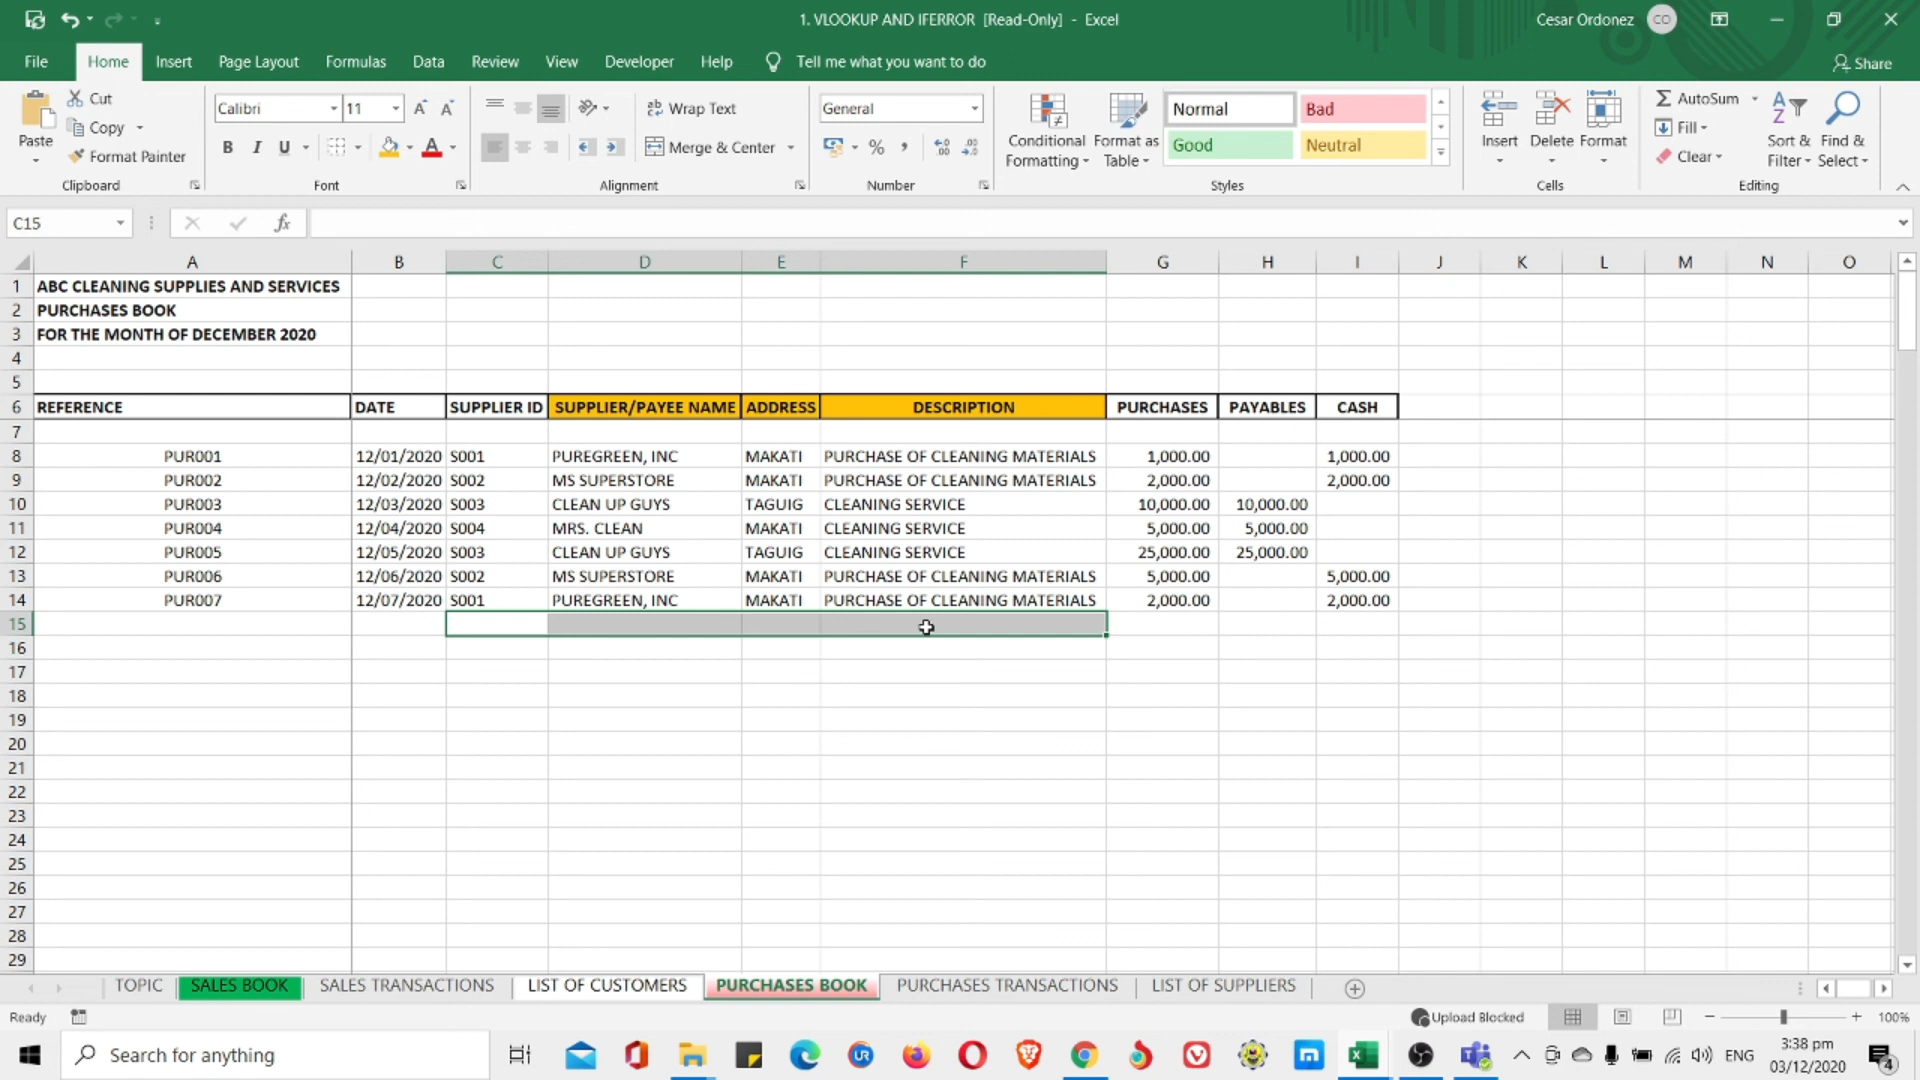 1. VLOOKUP AND IFERROR [Read-Only] - Excel
Cesar Ordonez CO
File Home Insert Page Layout Formulas Data Review View Developer Help Tell me what you want to do Share
Paste Cut Copy Format Painter Clipboard
Calibri 11 B I U A Font
Wrap Text Merge & Center Alignment
General % , Number
Conditional Formatting Format as Table Normal Bad Good Neutral Styles
Insert Delete Format Cells
AutoSum Fill Clear Sort & Filter Find & Select Editing
C15 fx
A B C D E F G H I J K L M N O
1 ABC CLEANING SUPPLIES AND SERVICES
2 PURCHASES BOOK
3 FOR THE MONTH OF DECEMBER 2020
4
5
6 REFERENCE DATE SUPPLIER ID SUPPLIER/PAYEE NAME ADDRESS DESCRIPTION PURCHASES PAYABLES CASH
7
8 PUR001 12/01/2020 S001 PUREGREEN, INC MAKATI PURCHASE OF CLEANING MATERIALS 1,000.00 1,000.00
9 PUR002 12/02/2020 S002 MS SUPERSTORE MAKATI PURCHASE OF CLEANING MATERIALS 2,000.00 2,000.00
10 PUR003 12/03/2020 S003 CLEAN UP GUYS TAGUIG CLEANING SERVICE 10,000.00 10,000.00
11 PUR004 12/04/2020 S004 MRS. CLEAN MAKATI CLEANING SERVICE 5,000.00 5,000.00
12 PUR005 12/05/2020 S003 CLEAN UP GUYS TAGUIG CLEANING SERVICE 25,000.00 25,000.00
13 PUR006 12/06/2020 S002 MS SUPERSTORE MAKATI PURCHASE OF CLEANING MATERIALS 5,000.00 5,000.00
14 PUR007 12/07/2020 S001 PUREGREEN, INC MAKATI PURCHASE OF CLEANING MATERIALS 2,000.00 2,000.00
15
16
17
18
19
20
21
22
23
24
25
26
27
28
29
TOPIC SALES BOOK SALES TRANSACTIONS LIST OF CUSTOMERS PURCHASES BOOK PURCHASES TRANSACTIONS LIST OF SUPPLIERS
Ready Upload Blocked 100%
Search for anything ENG 3:38 pm
03/12/2020 4